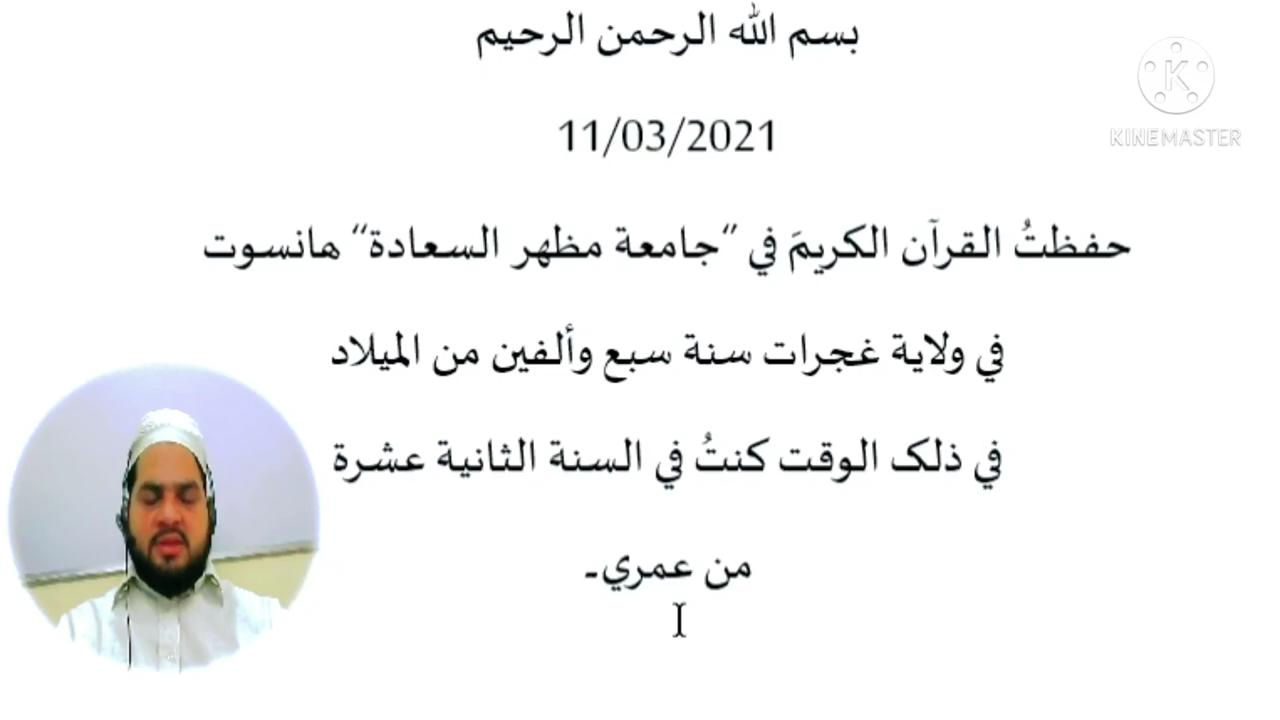 بسم الله الرحمن الرحيم
K
KINEMASTER
11/03/2021
حفظتُ القرآن الكريمَ في ”جامعة مظهر السعادة“ هانسوت
في ولاية غجرات سنة سبع وألفين من الميلاد
في ذلک الوقت كنتُ في السنة الثانية عشرة
من عمري۔